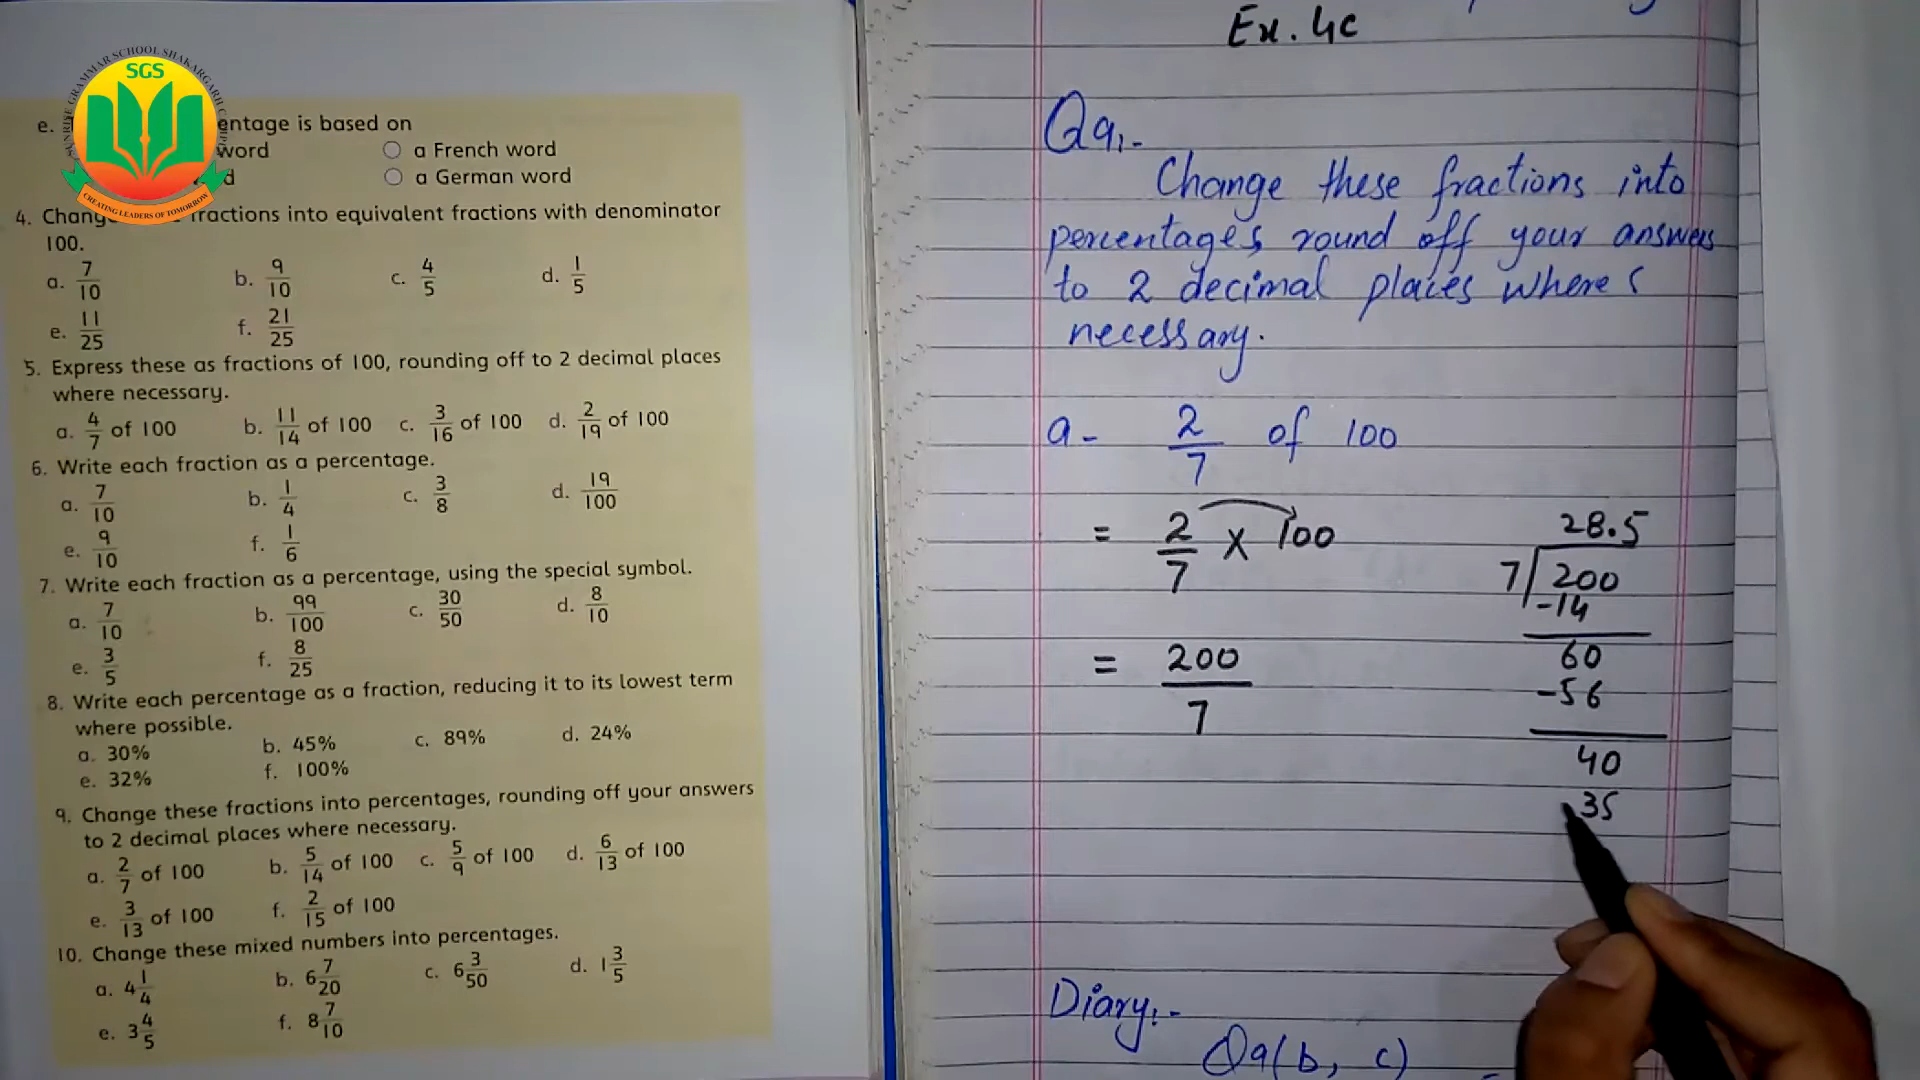 SUNRISE GRAMMAR SCHOOL SHAKARGARH
SGS
CREATING LEADERS OF TOMORROW
e. entage is based on
word
a French word
a German word
4. Chang ractions into equivalent fractions with denominator
100.
a. 7/10 b. 9/10 c. 4/5 d. 1/5
e. 11/25 f. 21/25
5. Express these as fractions of 100, rounding off to 2 decimal places
where necessary.
a. 4/7 of 100 b. 11/14 of 100 c. 3/16 of 100 d. 2/19 of 100
6. Write each fraction as a percentage.
a. 7/10 b. 1/4 c. 3/8 d. 19/100
e. 9/10 f. 1/6
7. Write each fraction as a percentage, using the special symbol.
a. 7/10 b. 99/100 c. 30/50 d. 8/10
e. 3/5 f. 8/25
8. Write each percentage as a fraction, reducing it to its lowest term
where possible.
a. 30% b. 45% c. 89% d. 24%
e. 32% f. 100%
9. Change these fractions into percentages, rounding off your answers
to 2 decimal places where necessary.
a. 2/7 of 100 b. 5/14 of 100 c. 5/9 of 100 d. 6/13 of 100
e. 3/13 of 100 f. 2/15 of 100
10. Change these mixed numbers into percentages.
a. 4 1/4 b. 6 7/20 c. 6 3/50 d. 1 3/5
e. 3 4/5 f. 8 7/10
Ex. 4c
Q9:-
Change these fractions into
percentages, round off your answers
to 2 decimal places where
necessary.
a- 2/7 of 100
= 2/7 x 100
= 200/7
28.5
7 200
-14
60
-56
40
35
Diary:-
Q9(b, c)